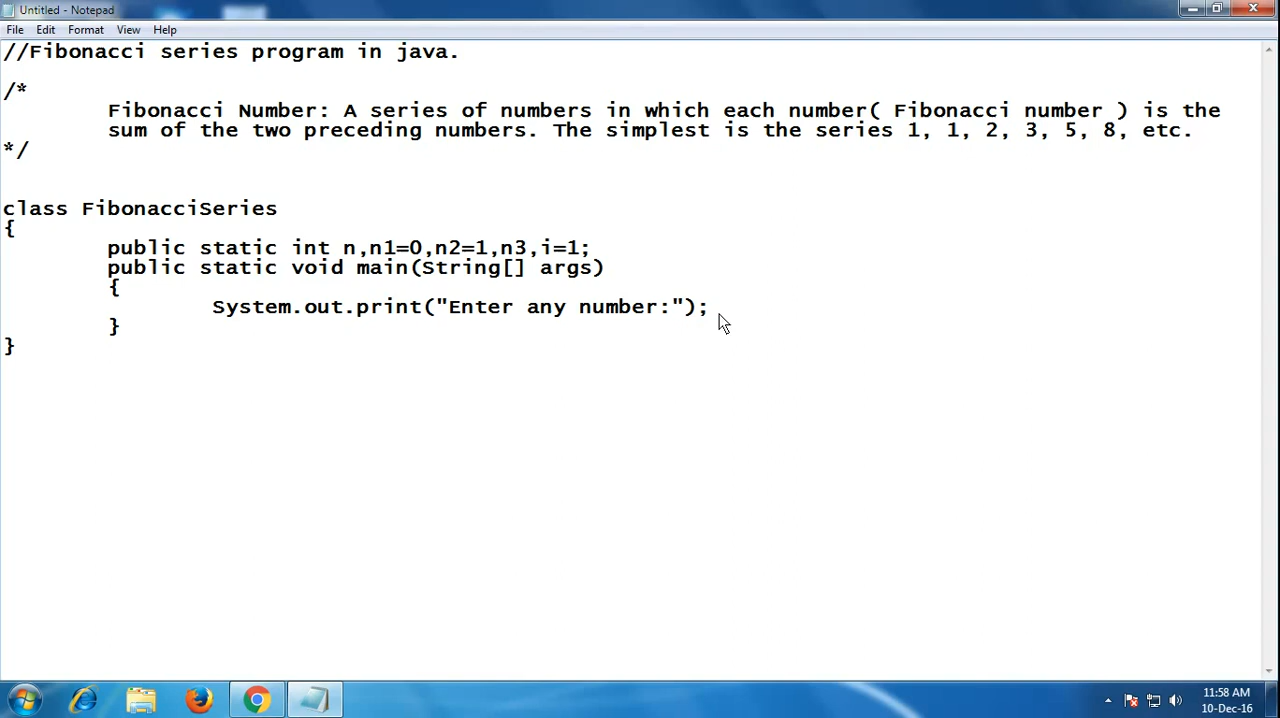 Untitled - Notepad
File Edit Format View Help
//Fibonacci series program in java.
/*
Fibonacci Number: A series of numbers in which each number( Fibonacci number ) is the
sum of the two preceding numbers. The simplest is the series 1, 1, 2, 3, 5, 8, etc.
*/
class FibonacciSeries
{
public static int n,n1=0,n2=1,n3,i=1;
public static void main(String[] args)
{
System.out.print("Enter any number:");
}
}
11:58 AM
10-Dec-16